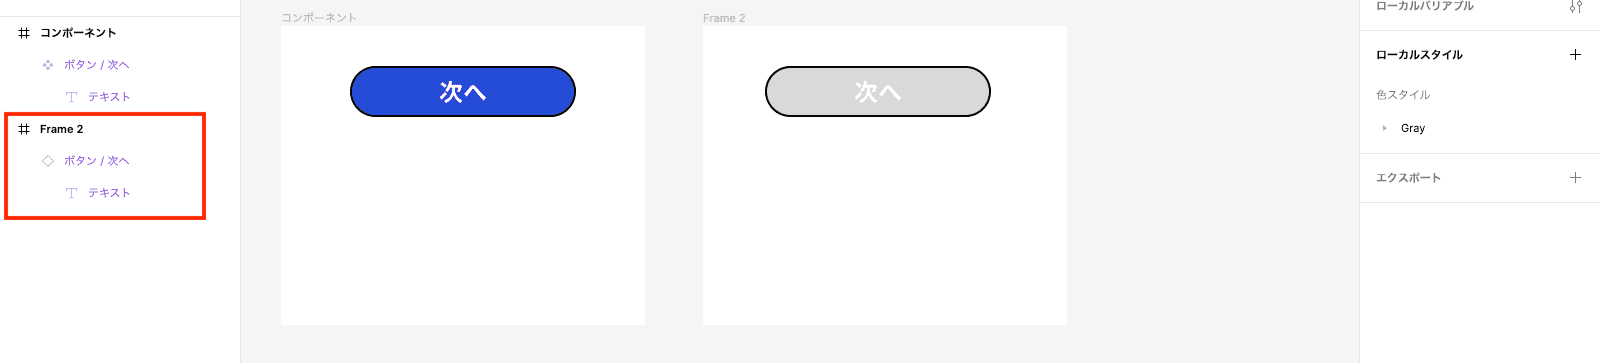 コンポーネント
ボタン / 次へ
テキスト
Frame 2
ボタン / 次へ
テキスト
コンポーネント
次へ
Frame 2
次へ
ローカルバリアブル
ローカルスタイル
色スタイル
Gray
エクスポート